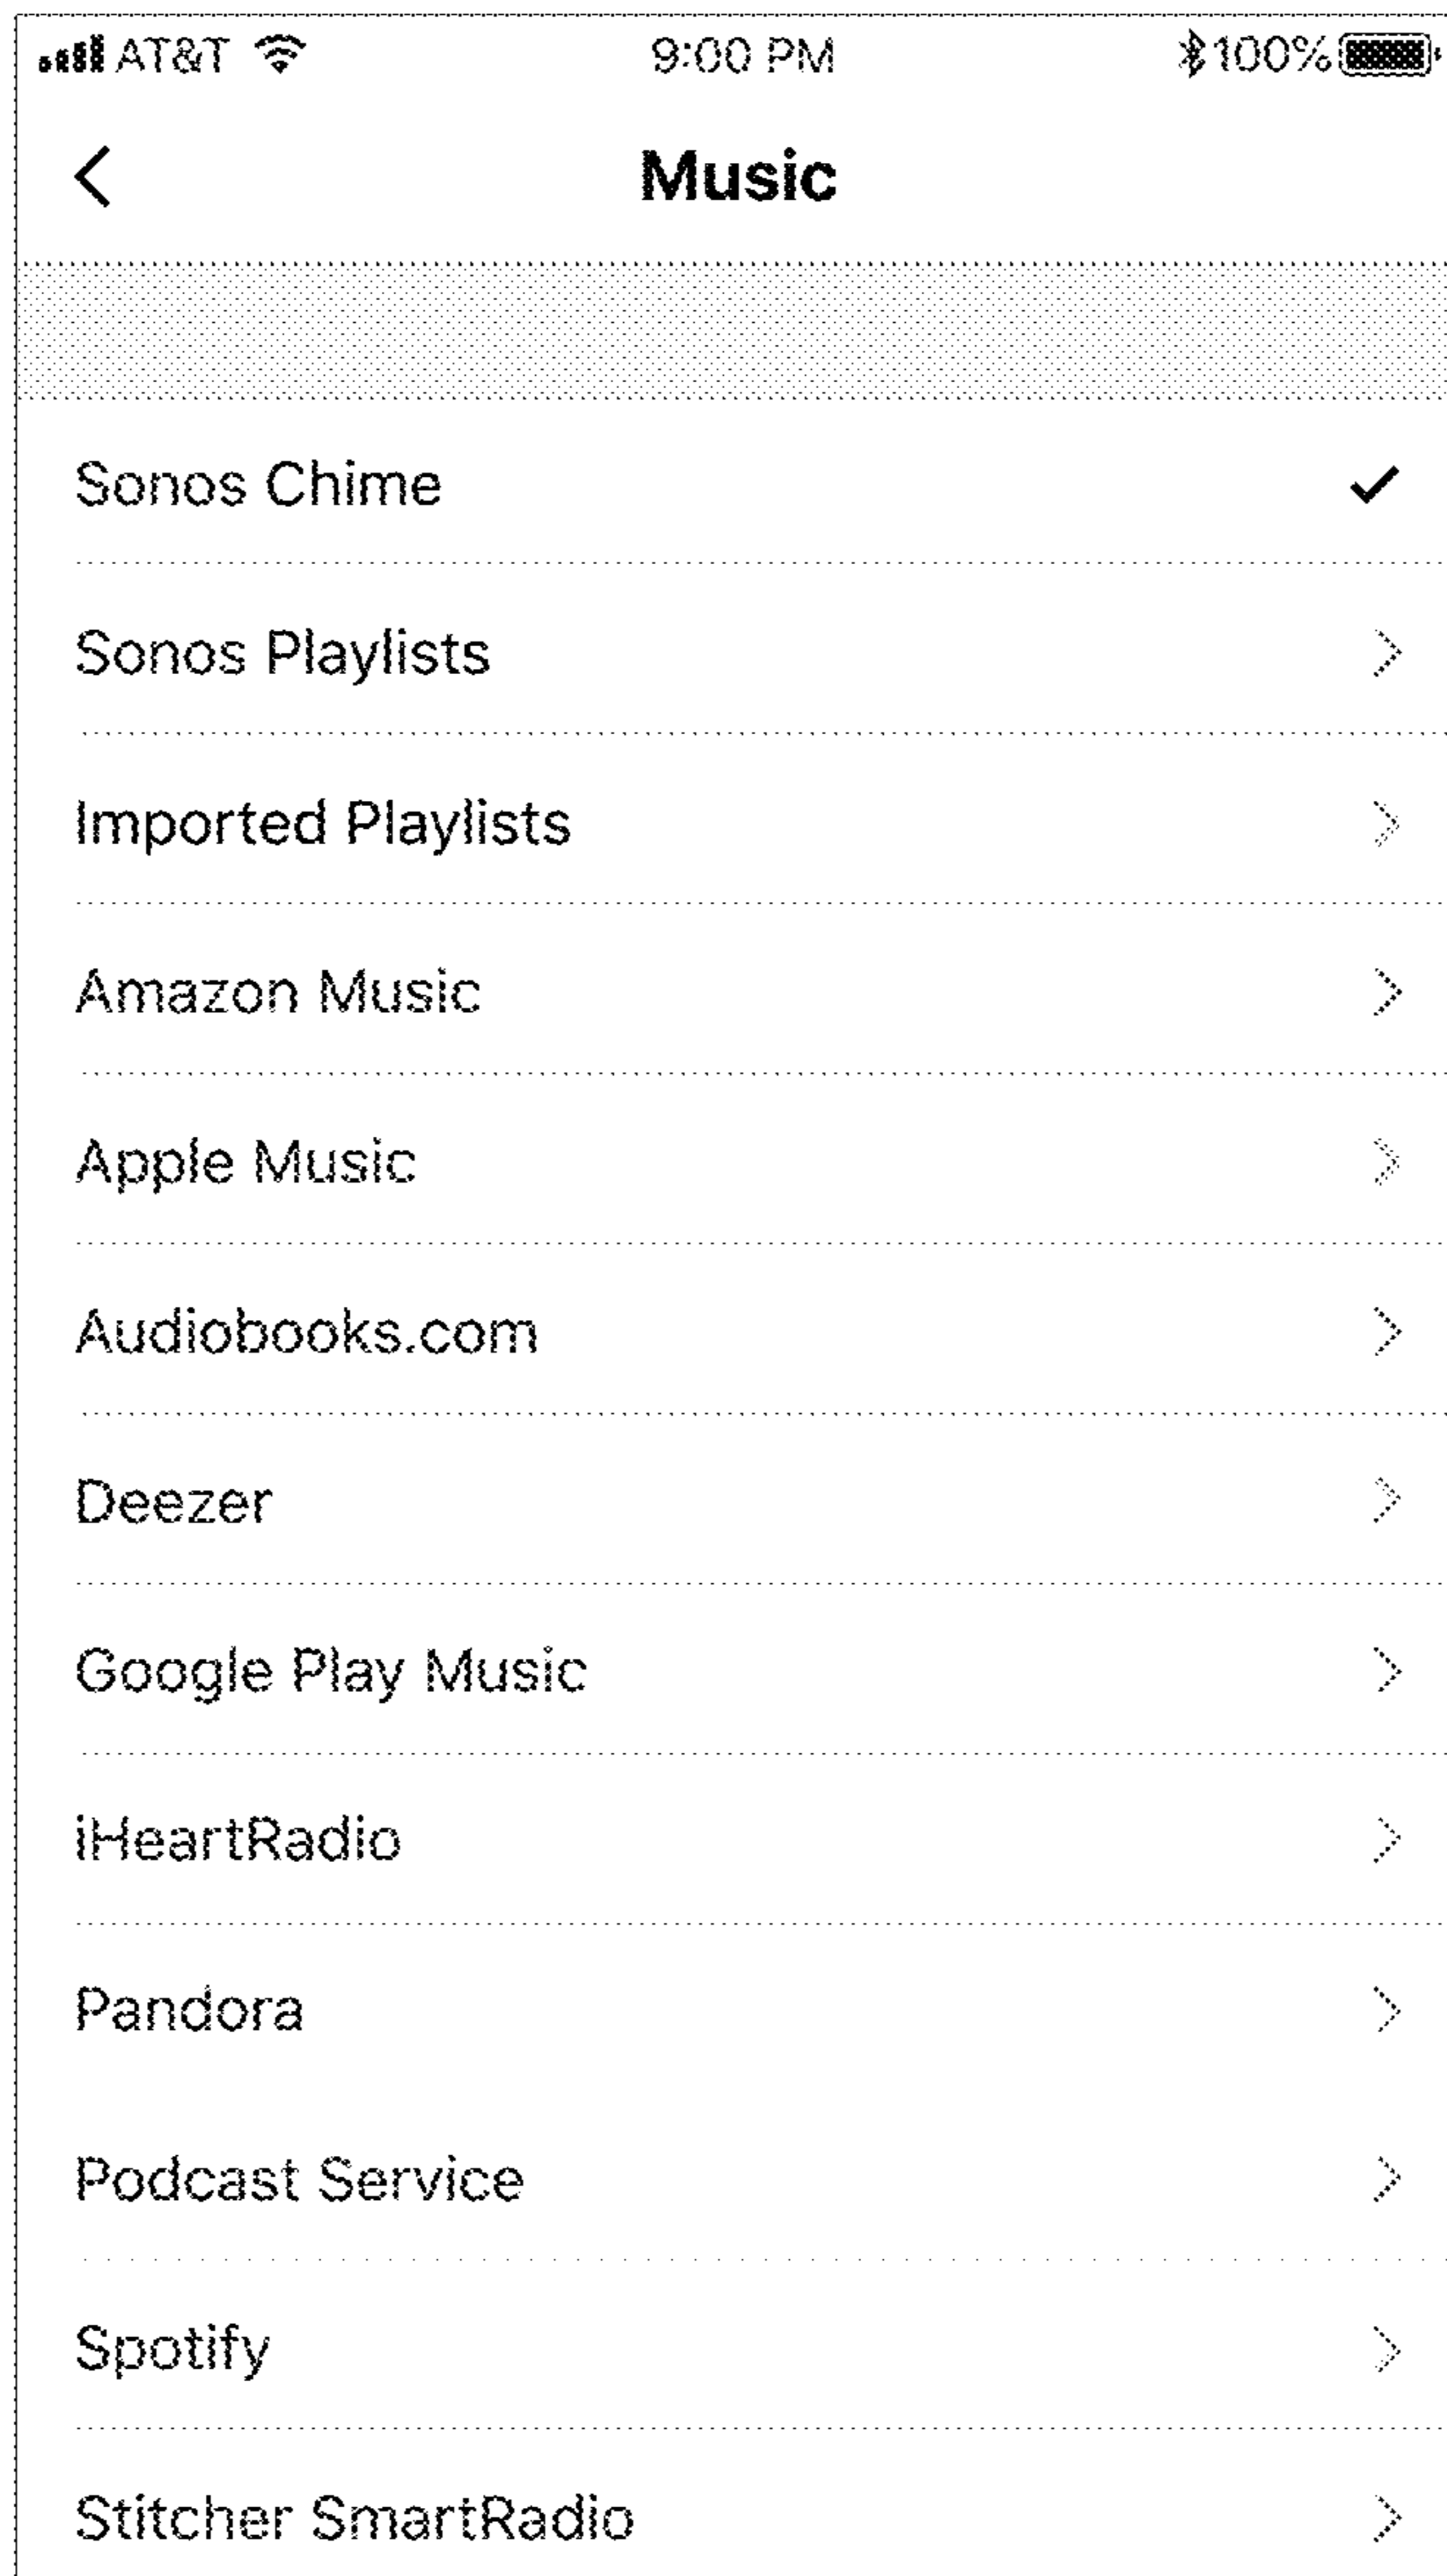 AT&T 9:00 PM 100%
Music
Sonos Chime
Sonos Playlists
Imported Playlists
Amazon Music
Apple Music
Audiobooks.com
Deezer
Google Play Music
iHeartRadio
Pandora
Podcast Service
Spotify
Stitcher SmartRadio